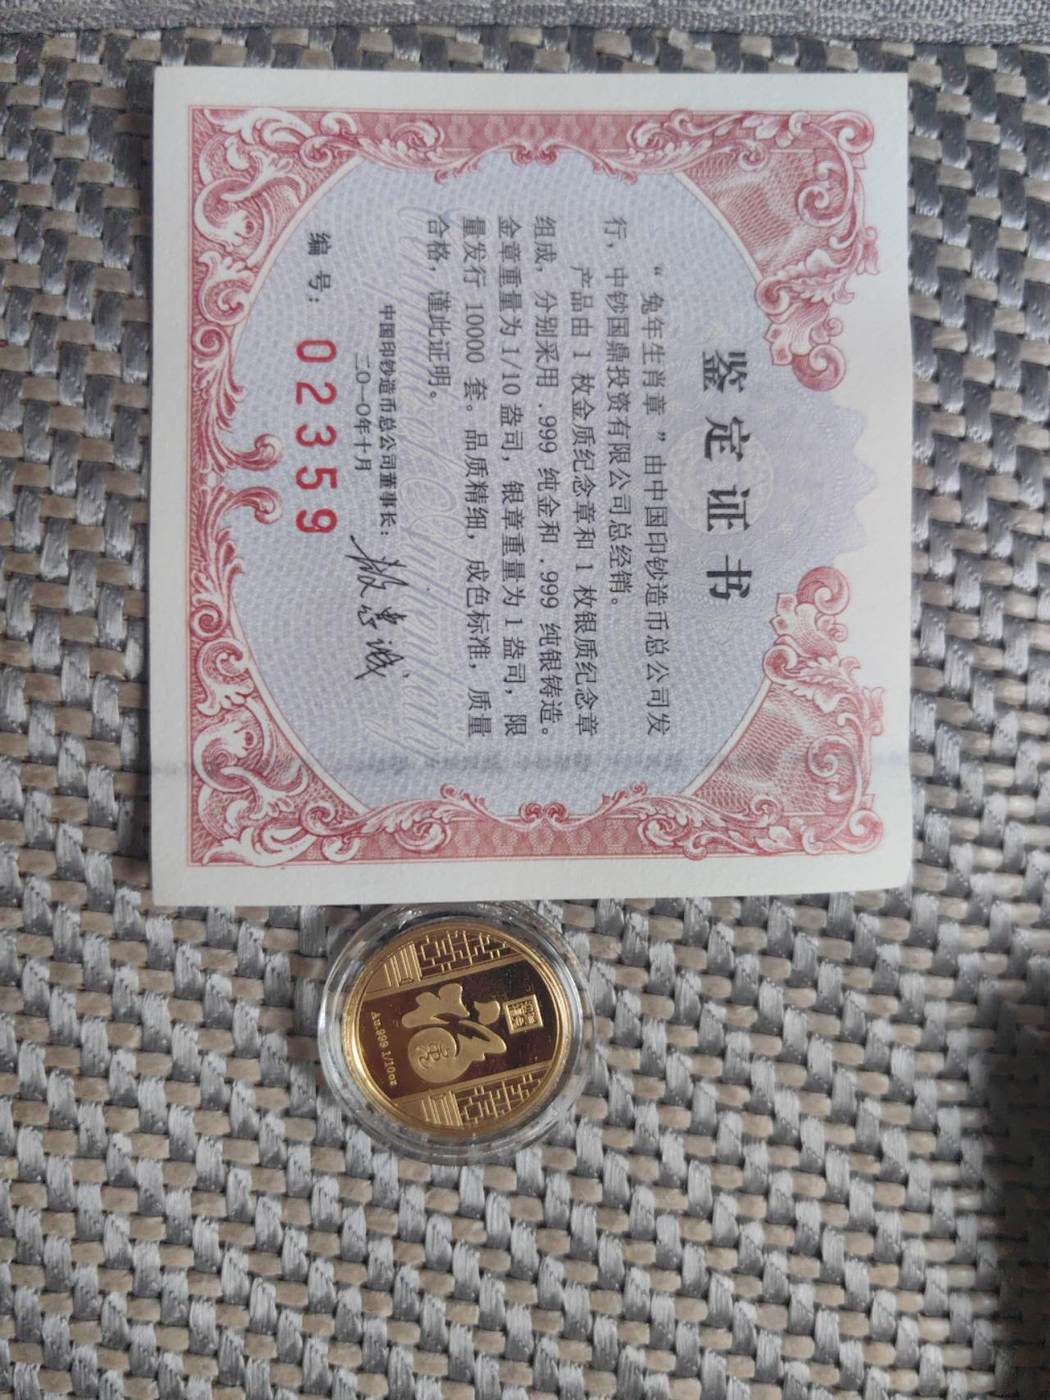 鉴定证书
“兔年生肖章”由中国印钞造币总公司发
行，中钞国鼎投资有限公司总经销。
产品由1枚金质纪念章和1枚银质纪念章
组成，分别采用.999纯金和.999纯银铸造。
金章重量为1/10盎司，银章重量为1盎司，限
量发行10000套。品质精细，成色标准，质量
合格，谨此证明。
中国印钞造币总公司董事长：
二〇一〇年十月
编号：02359
福
Au.999 1/10oz